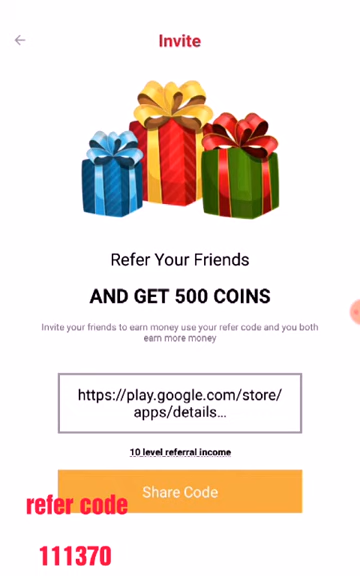 Invite
Refer Your Friends
AND GET 500 COINS
Invite your friends to earn money use your refer code and you both
earn more money
https://play.google.com/store/
apps/details...
10 level referral income
Share Code
refer code
111370